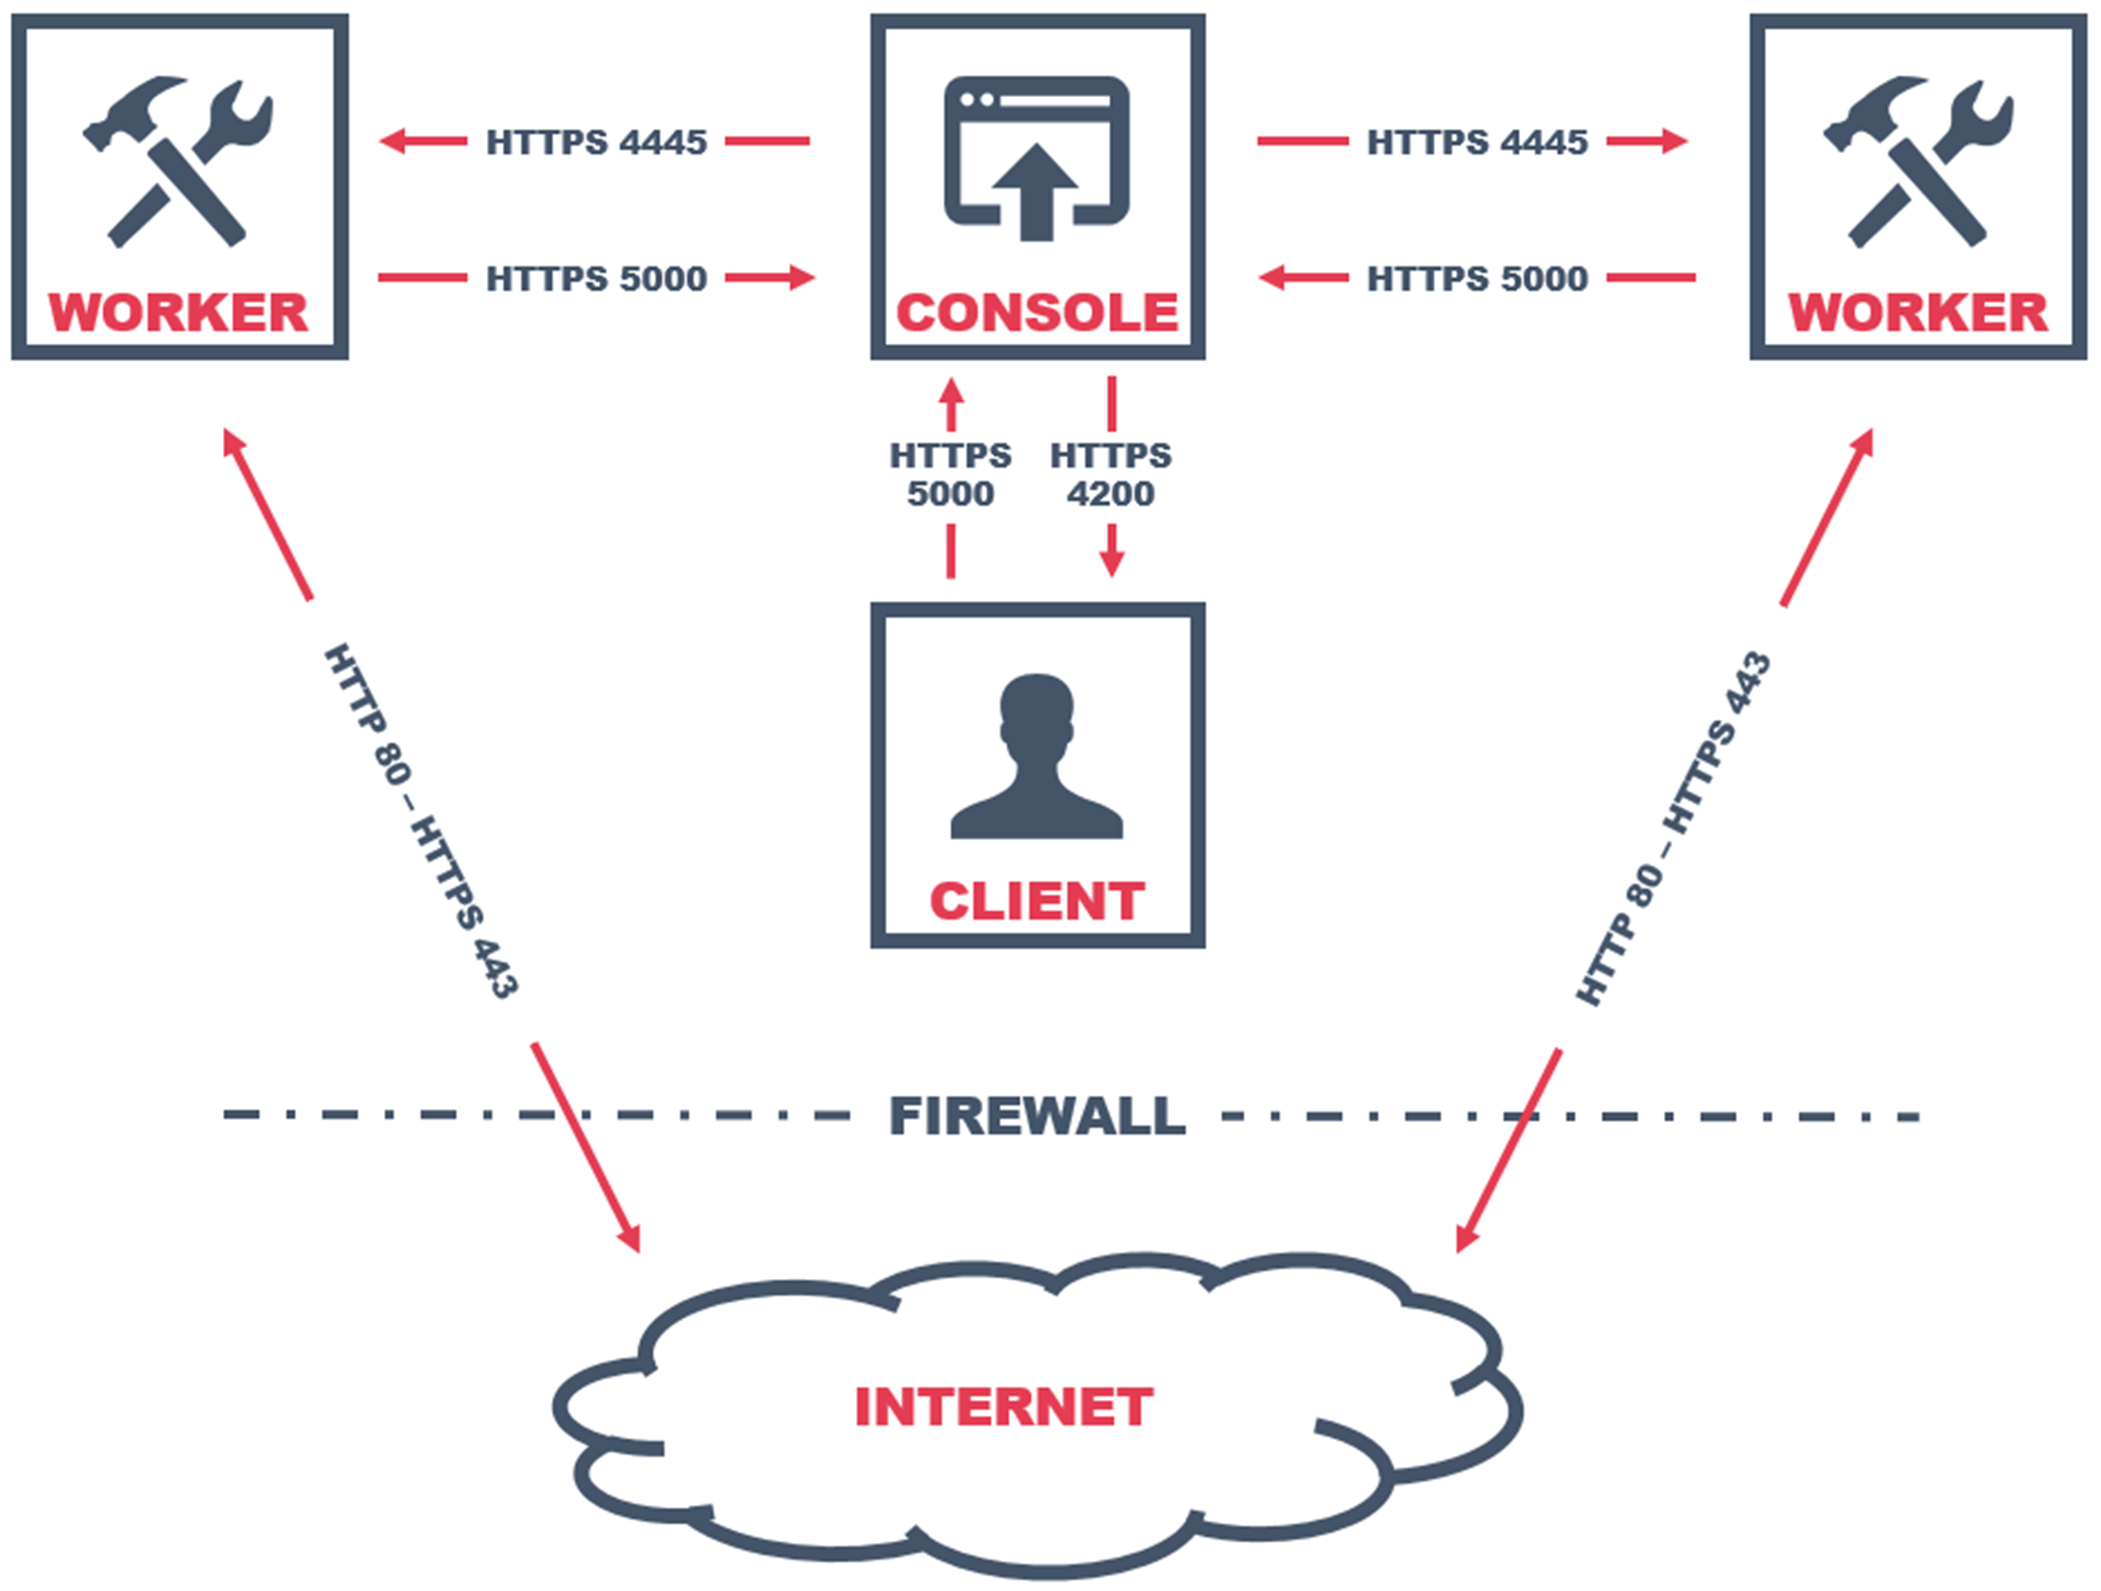 HTTPS 4445
HTTPS 4445
HTTPS 5000
HTTPS 5000
WORKER
CONSOLE
WORKER
HTTPS
5000
HTTPS
4200
CLIENT
HTTP 80 – HTTPS 443
HTTP 80 – HTTPS 443
FIREWALL
INTERNET